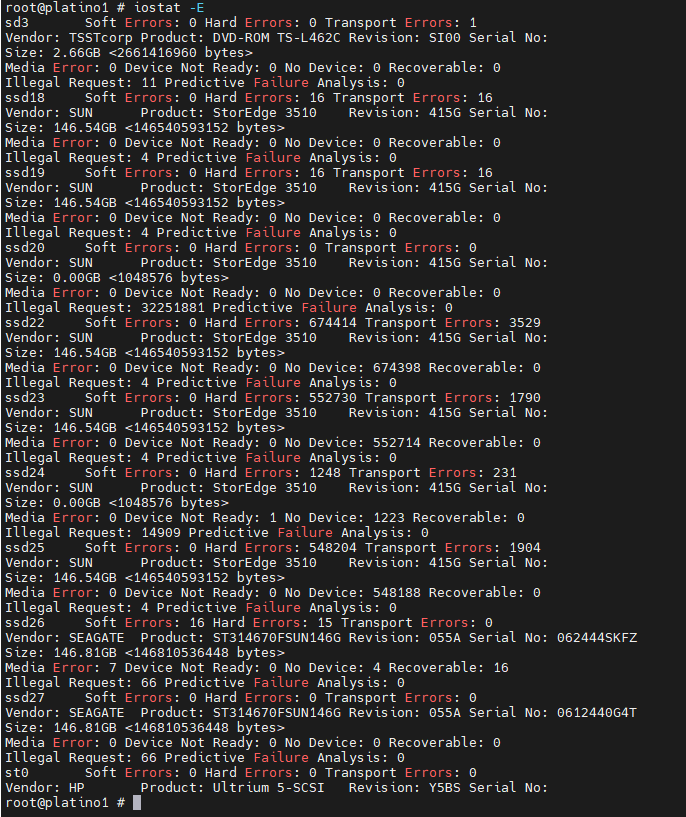 root@platino1 # iostat -E
sd3       Soft Errors: 0 Hard Errors: 0 Transport Errors: 1
Vendor: TSSTcorp Product: DVD-ROM TS-L462C Revision: SI00 Serial No:
Size: 2.66GB <2661416960 bytes>
Media Error: 0 Device Not Ready: 0 No Device: 0 Recoverable: 0
Illegal Request: 11 Predictive Failure Analysis: 0
ssd18     Soft Errors: 0 Hard Errors: 16 Transport Errors: 16
Vendor: SUN      Product: StorEdge 3510    Revision: 415G Serial No:
Size: 146.54GB <146540593152 bytes>
Media Error: 0 Device Not Ready: 0 No Device: 0 Recoverable: 0
Illegal Request: 4 Predictive Failure Analysis: 0
ssd19     Soft Errors: 0 Hard Errors: 16 Transport Errors: 16
Vendor: SUN      Product: StorEdge 3510    Revision: 415G Serial No:
Size: 146.54GB <146540593152 bytes>
Media Error: 0 Device Not Ready: 0 No Device: 0 Recoverable: 0
Illegal Request: 4 Predictive Failure Analysis: 0
ssd20     Soft Errors: 0 Hard Errors: 0 Transport Errors: 0
Vendor: SUN      Product: StorEdge 3510    Revision: 415G Serial No:
Size: 0.00GB <1048576 bytes>
Media Error: 0 Device Not Ready: 0 No Device: 0 Recoverable: 0
Illegal Request: 32251881 Predictive Failure Analysis: 0
ssd22     Soft Errors: 0 Hard Errors: 674414 Transport Errors: 3529
Vendor: SUN      Product: StorEdge 3510    Revision: 415G Serial No:
Size: 146.54GB <146540593152 bytes>
Media Error: 0 Device Not Ready: 0 No Device: 674398 Recoverable: 0
Illegal Request: 4 Predictive Failure Analysis: 0
ssd23     Soft Errors: 0 Hard Errors: 552730 Transport Errors: 1790
Vendor: SUN      Product: StorEdge 3510    Revision: 415G Serial No:
Size: 146.54GB <146540593152 bytes>
Media Error: 0 Device Not Ready: 0 No Device: 552714 Recoverable: 0
Illegal Request: 4 Predictive Failure Analysis: 0
ssd24     Soft Errors: 0 Hard Errors: 1248 Transport Errors: 231
Vendor: SUN      Product: StorEdge 3510    Revision: 415G Serial No:
Size: 0.00GB <1048576 bytes>
Media Error: 0 Device Not Ready: 1 No Device: 1223 Recoverable: 0
Illegal Request: 14909 Predictive Failure Analysis: 0
ssd25     Soft Errors: 0 Hard Errors: 548204 Transport Errors: 1904
Vendor: SUN      Product: StorEdge 3510    Revision: 415G Serial No:
Size: 146.54GB <146540593152 bytes>
Media Error: 0 Device Not Ready: 0 No Device: 548188 Recoverable: 0
Illegal Request: 4 Predictive Failure Analysis: 0
ssd26     Soft Errors: 16 Hard Errors: 15 Transport Errors: 0
Vendor: SEAGATE  Product: ST314670FSUN146G Revision: 055A Serial No: 062444SKFZ
Size: 146.81GB <146810536448 bytes>
Media Error: 7 Device Not Ready: 0 No Device: 4 Recoverable: 16
Illegal Request: 66 Predictive Failure Analysis: 0
ssd27     Soft Errors: 0 Hard Errors: 0 Transport Errors: 0
Vendor: SEAGATE  Product: ST314670FSUN146G Revision: 055A Serial No: 0612440G4T
Size: 146.81GB <146810536448 bytes>
Media Error: 0 Device Not Ready: 0 No Device: 0 Recoverable: 0
Illegal Request: 66 Predictive Failure Analysis: 0
st0       Soft Errors: 0 Hard Errors: 0 Transport Errors: 0
Vendor: HP       Product: Ultrium 5-SCSI   Revision: Y5BS Serial No:
root@platino1 #